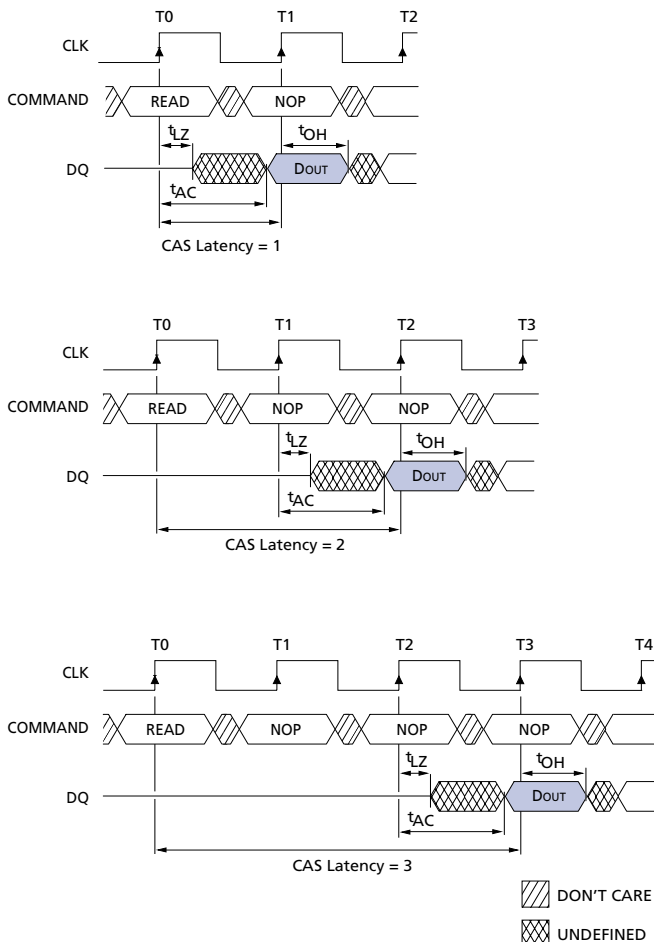 T0 T1 T2
CLK
COMMAND READ NOP
tLZ tOH
DQ DOUT
tAC
CAS Latency = 1
T0 T1 T2 T3
CLK
COMMAND READ NOP NOP
tLZ tOH
DQ DOUT
tAC
CAS Latency = 2
T0 T1 T2 T3 T4
CLK
COMMAND READ NOP NOP NOP
tLZ tOH
DQ DOUT
tAC
CAS Latency = 3
DON'T CARE
UNDEFINED